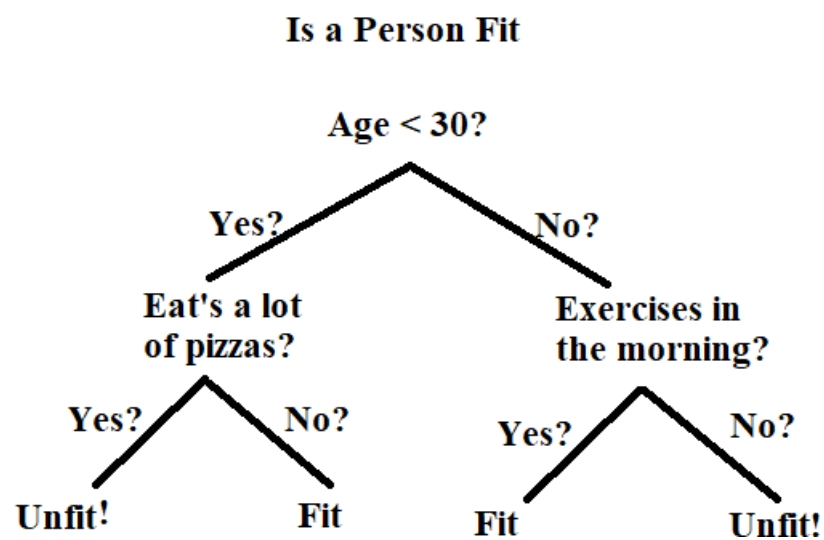 Is a Person Fit
Age < 30?
Yes?
No?
Eat's a lot
of pizzas?
Exercises in
the morning?
Yes?
No?
Yes?
No?
Unfit!
Fit
Fit
Unfit!